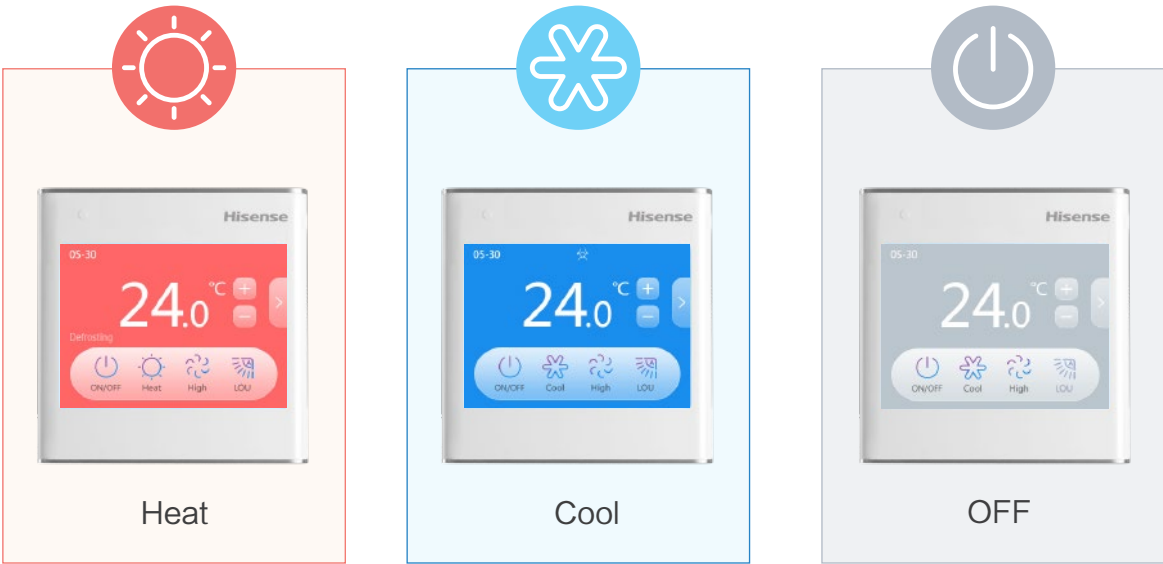 Hisense
05-30
24.0 °C + >
−
Defrosting
ON/OFF Heat High LOU
Heat
Hisense
05-30
24.0 °C + >
−
ON/OFF Cool High LOU
Cool
Hisense
05-30
24.0 °C + >
−
ON/OFF Cool High LOU
OFF